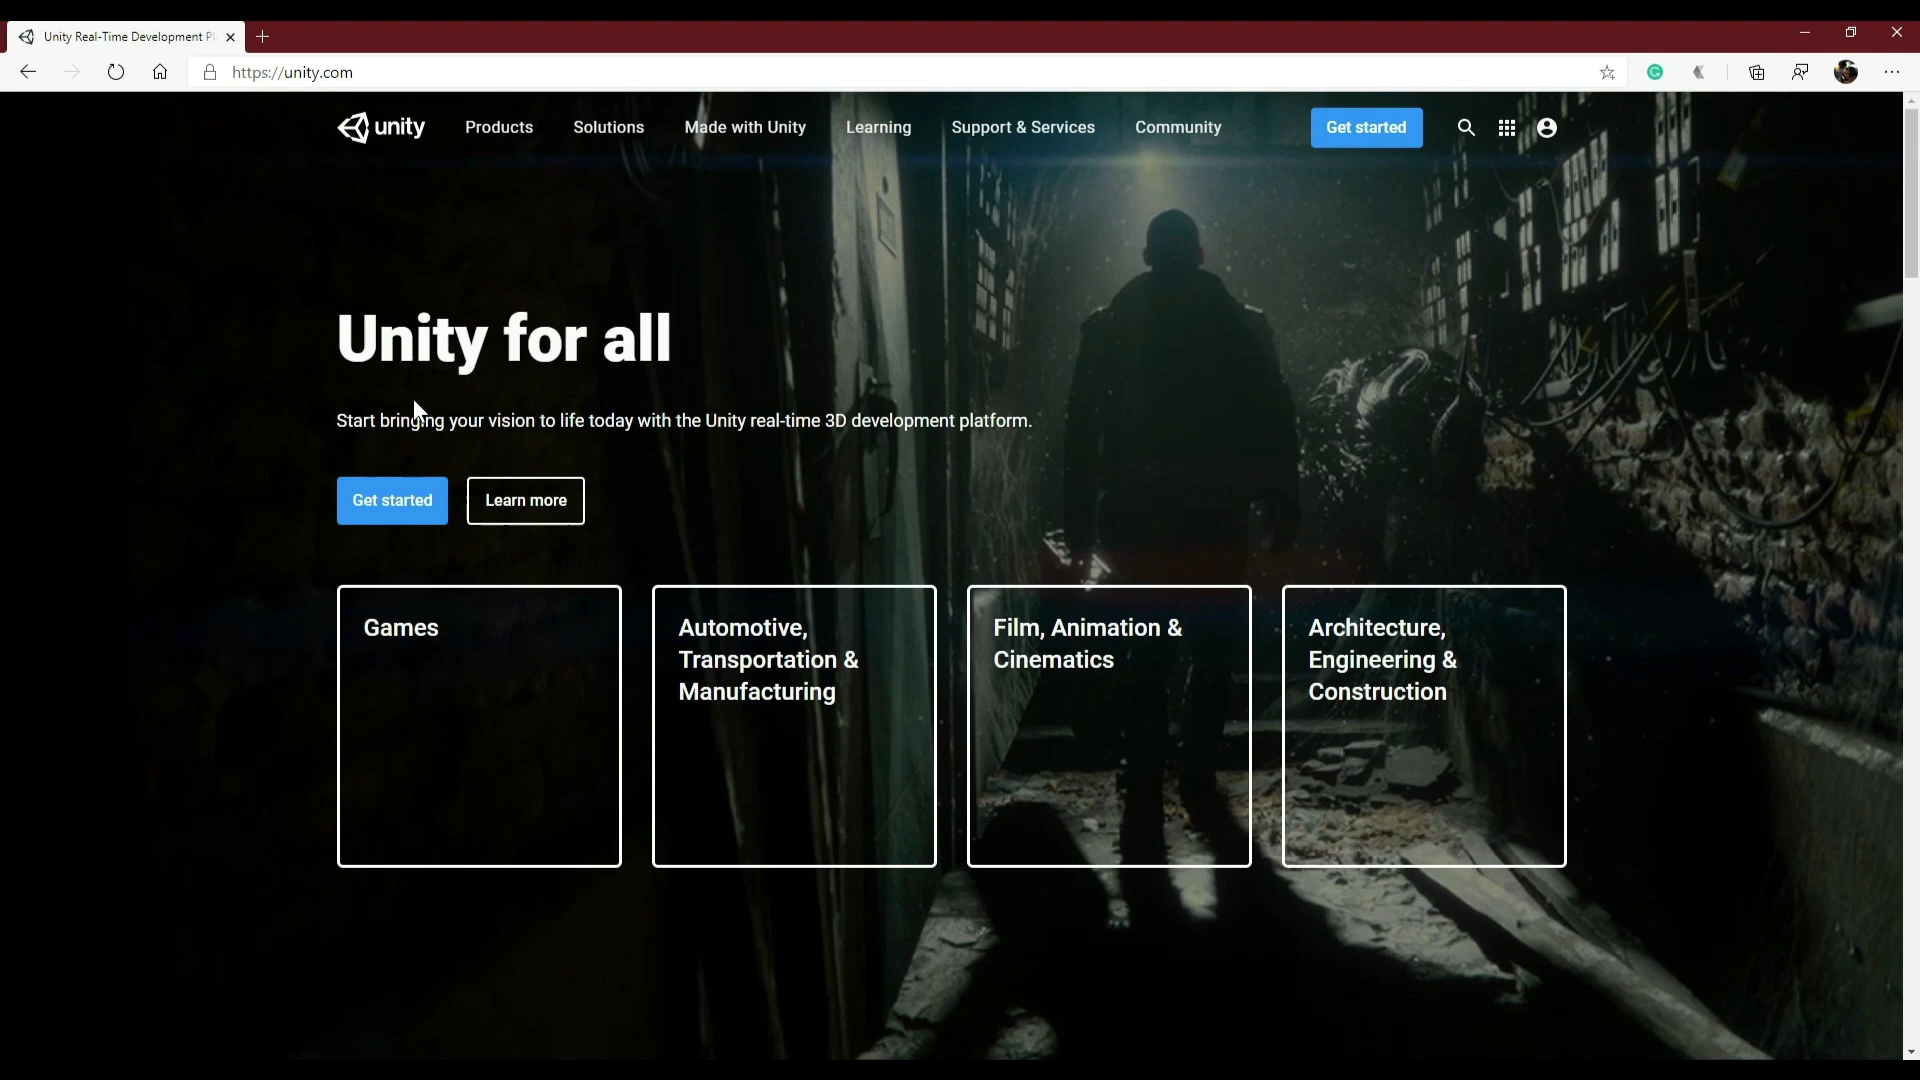 Unity Real-Time Development Pl
https://unity.com
unity Products Solutions Made with Unity Learning Support & Services Community Get started
Unity for all
Start bringing your vision to life today with the Unity real-time 3D development platform.
Get started Learn more
Games
Automotive,
Transportation &
Manufacturing
Film, Animation &
Cinematics
Architecture,
Engineering &
Construction